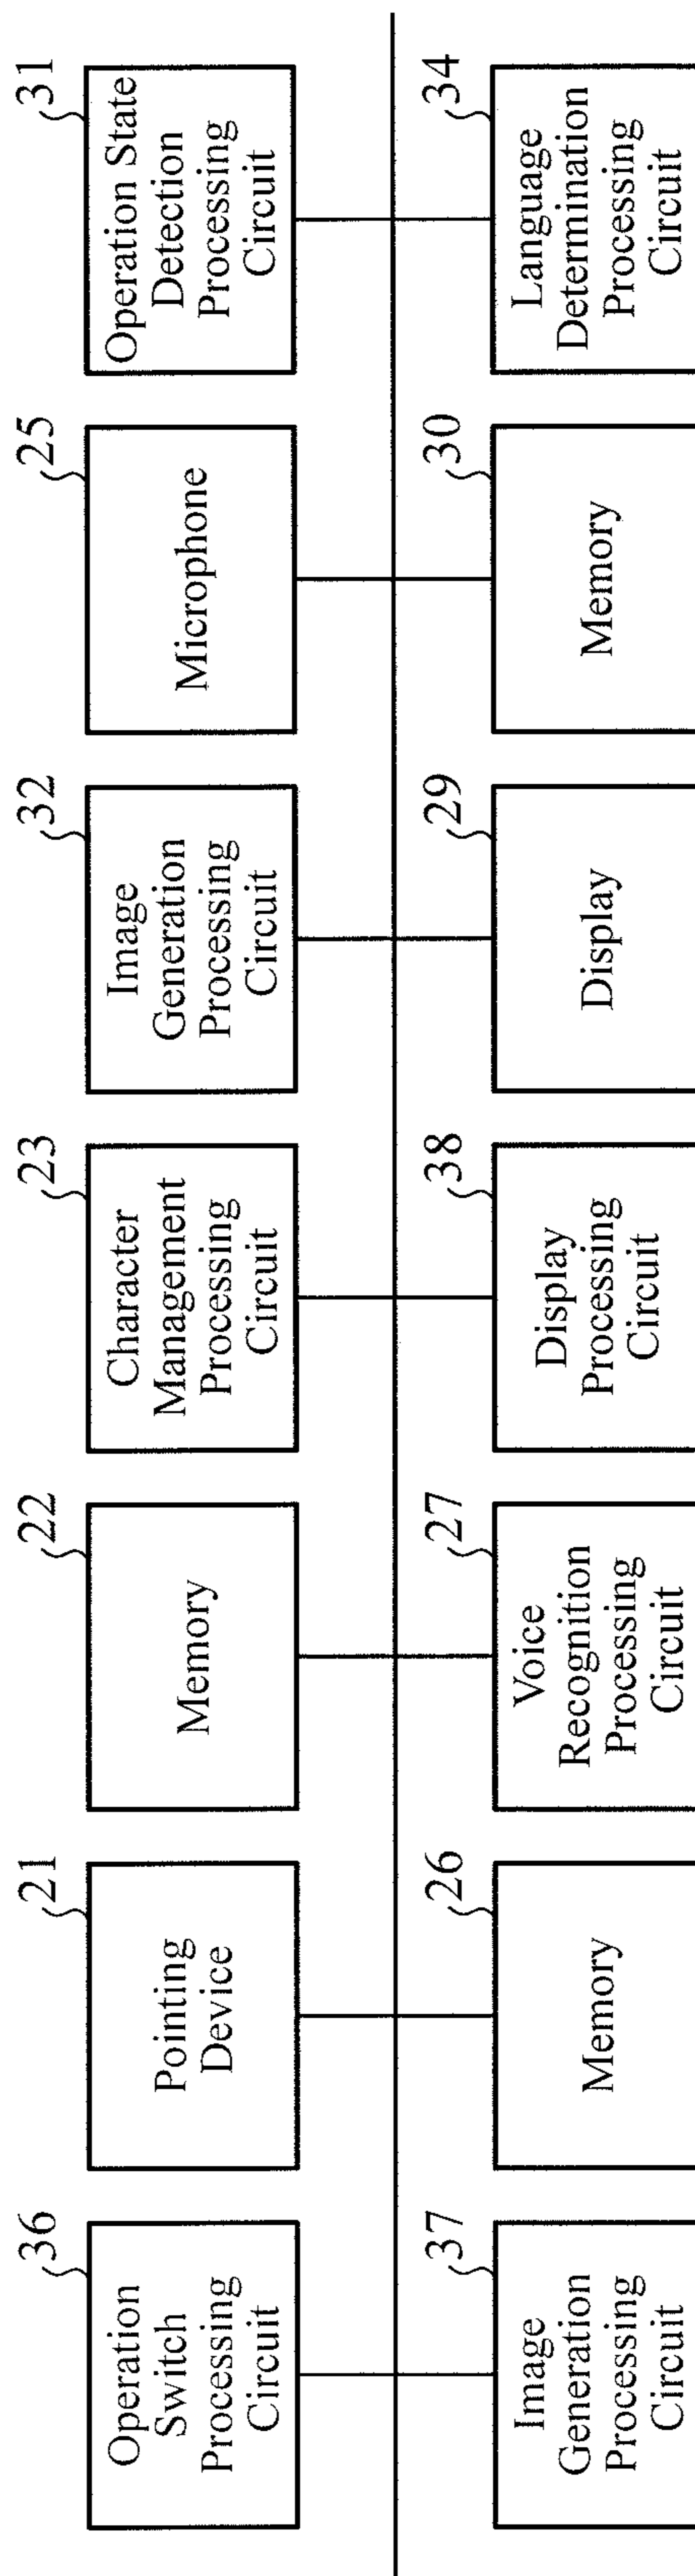 36
Operation
Switch
Processing
Circuit
21
Pointing
Device
22
Memory
23
Character
Management
Processing
Circuit
32
Image
Generation
Processing
Circuit
25
Microphone
31
Operation State
Detection
Processing
Circuit
37
Image
Generation
Processing
Circuit
26
Memory
27
Voice
Recognition
Processing
Circuit
38
Display
Processing
Circuit
29
Display
30
Memory
34
Language
Determination
Processing
Circuit